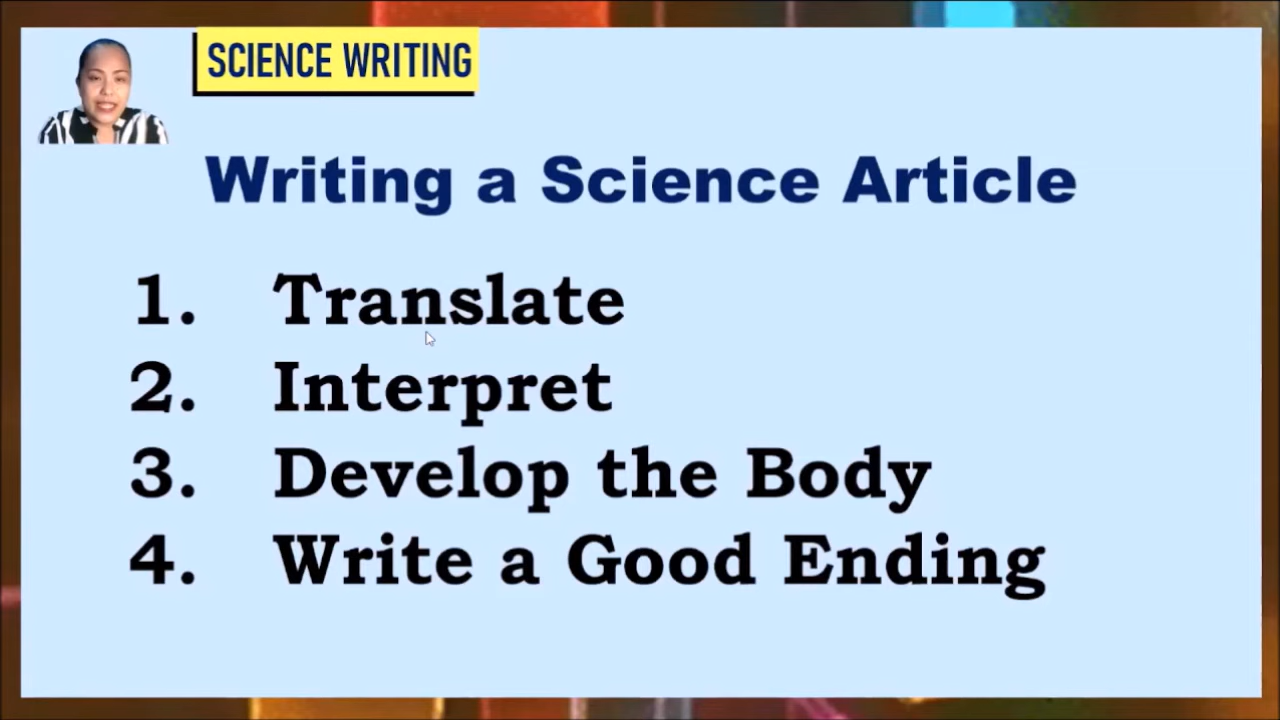 SCIENCE WRITING
Writing a Science Article
1. Translate
2. Interpret
3. Develop the Body
4. Write a Good Ending